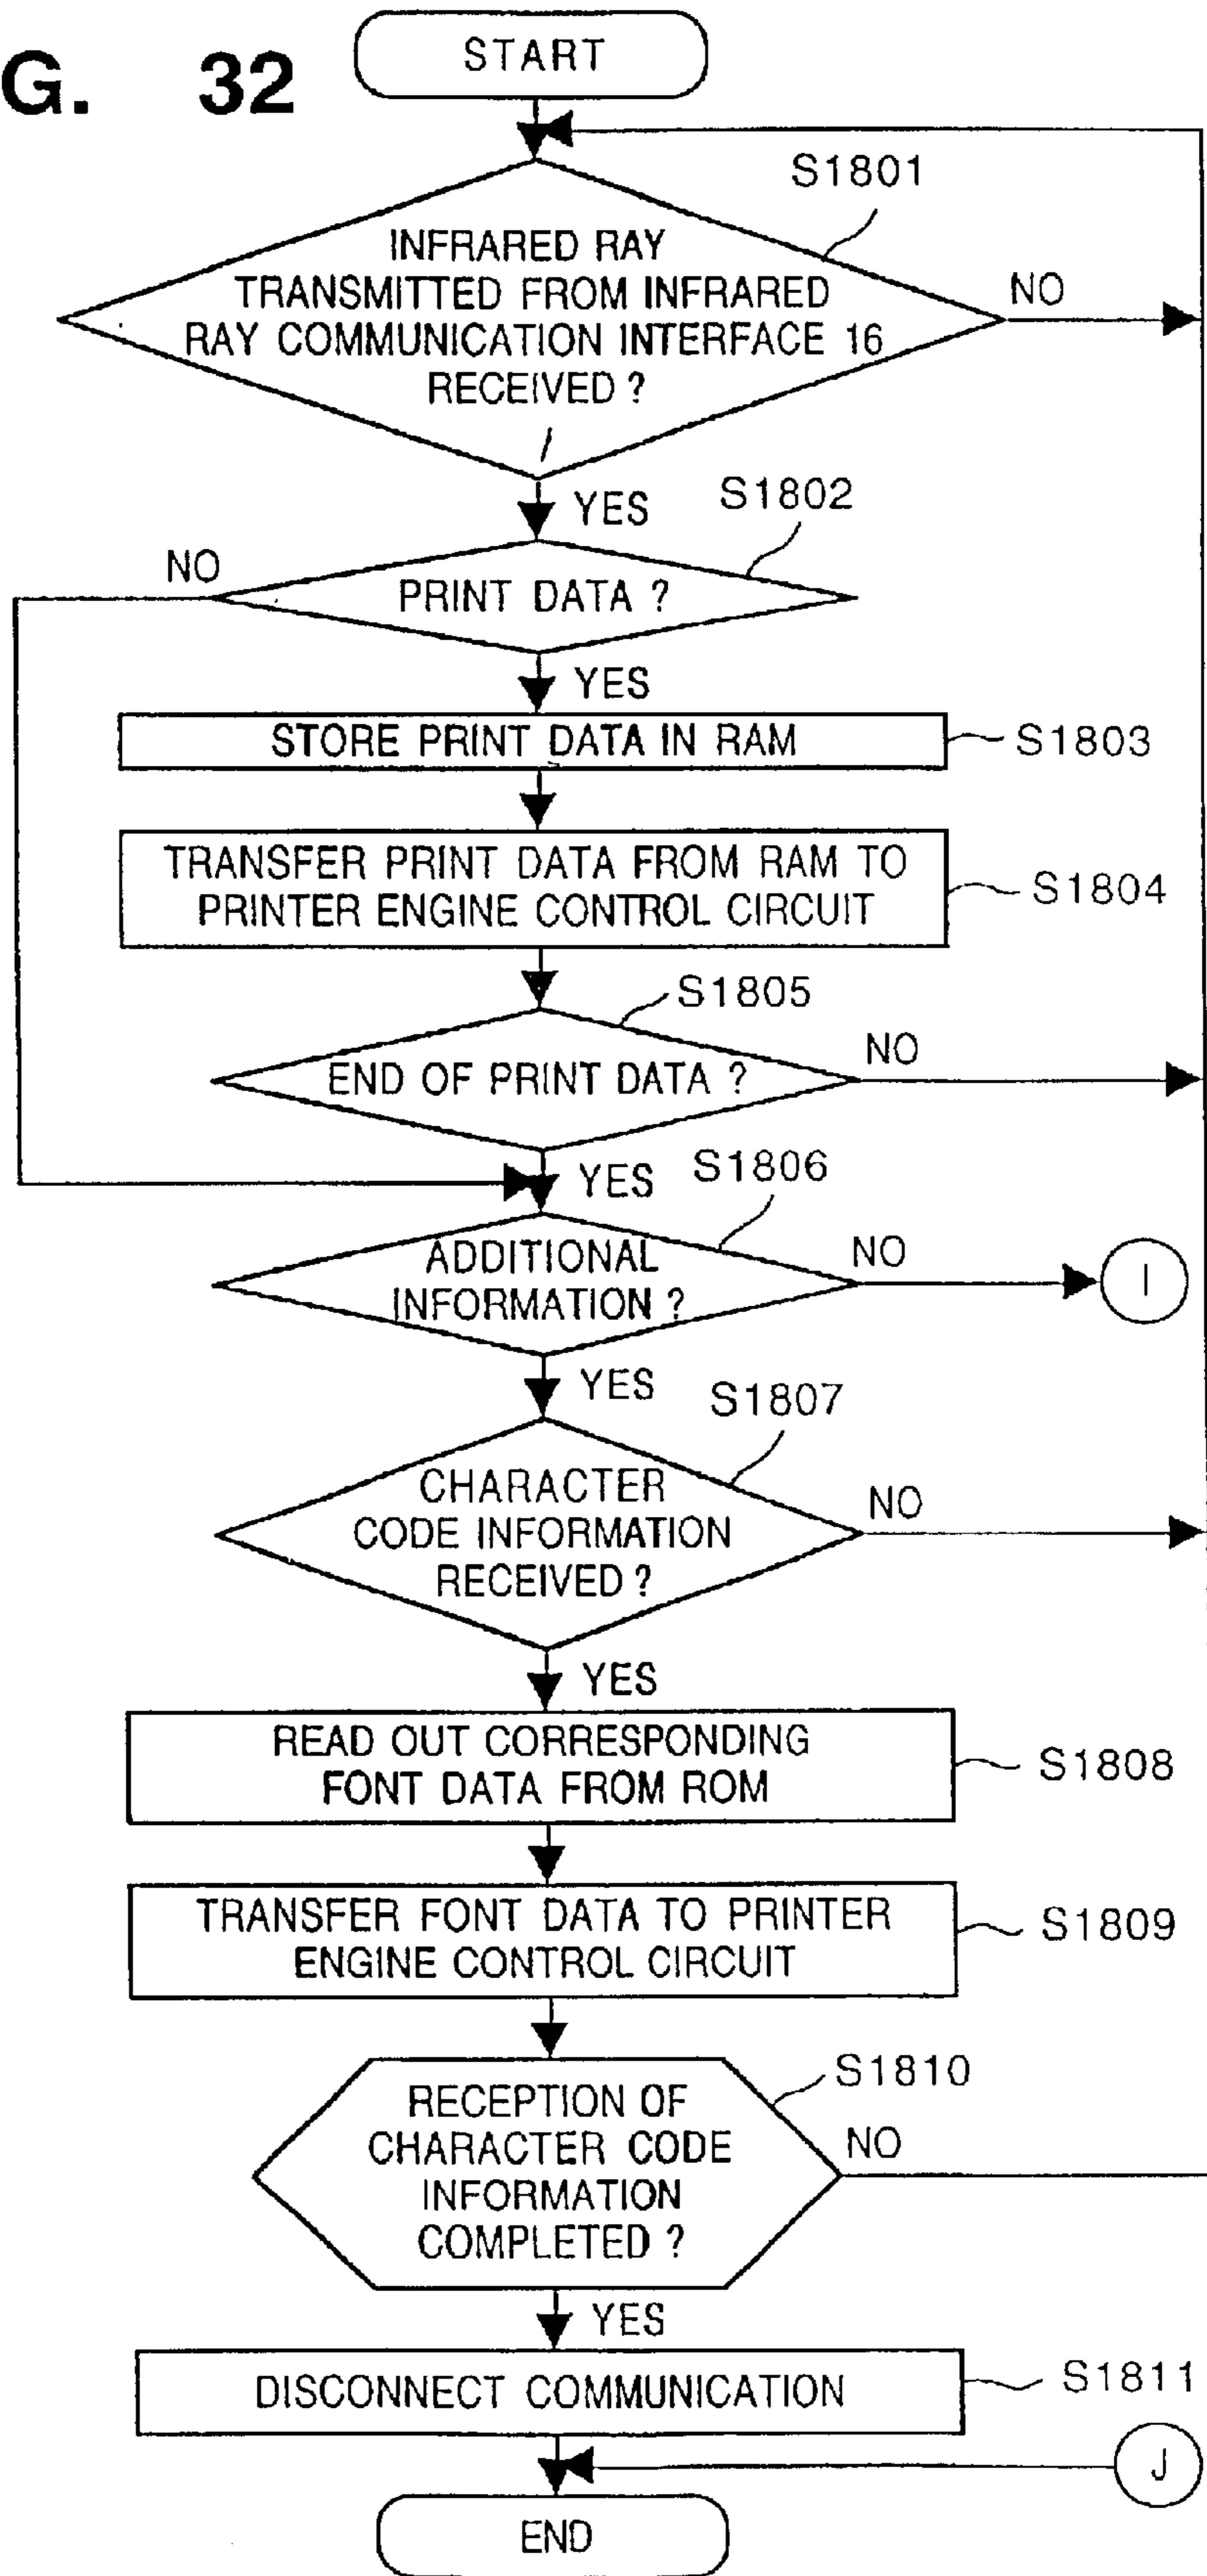 G. 32
START
S1801
INFRARED RAY
TRANSMITTED FROM INFRARED
RAY COMMUNICATION INTERFACE 16
RECEIVED ?
NO
YES
S1802
NO
PRINT DATA ?
YES
STORE PRINT DATA IN RAM
S1803
TRANSFER PRINT DATA FROM RAM TO
PRINTER ENGINE CONTROL CIRCUIT
S1804
S1805
END OF PRINT DATA ?
NO
YES
S1806
ADDITIONAL
INFORMATION ?
NO
I
YES
S1807
CHARACTER
CODE INFORMATION
RECEIVED ?
NO
YES
READ OUT CORRESPONDING
FONT DATA FROM ROM
S1808
TRANSFER FONT DATA TO PRINTER
ENGINE CONTROL CIRCUIT
S1809
S1810
RECEPTION OF
CHARACTER CODE
INFORMATION
COMPLETED ?
NO
YES
DISCONNECT COMMUNICATION
S1811
J
END